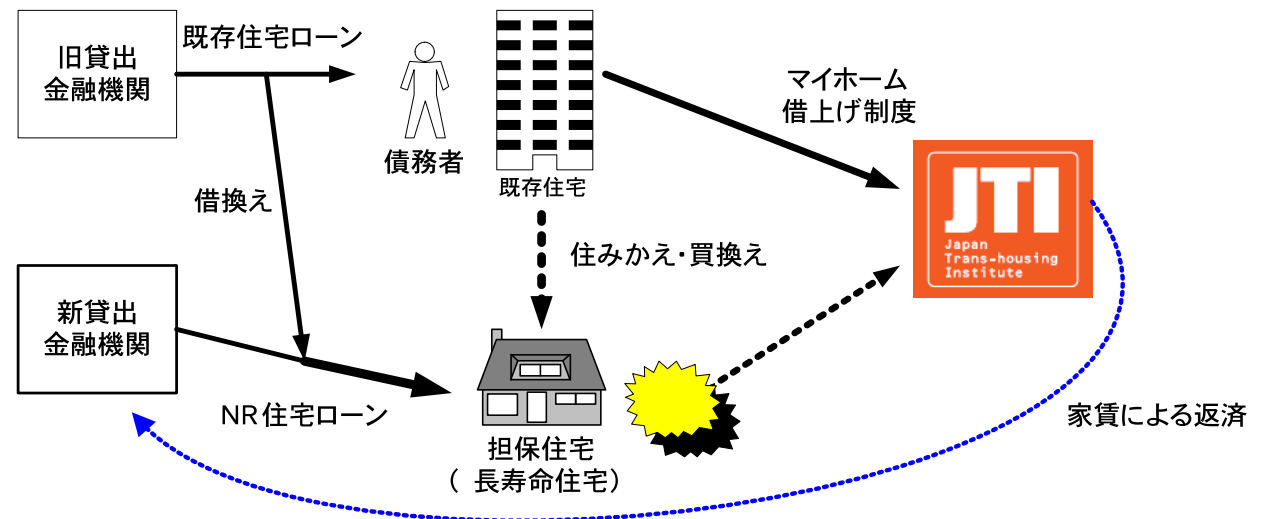 旧貸出
金融機関
既存住宅ローン
債務者
既存住宅
マイホーム
借上げ制度
JTI
Japan
Trans-housing
Institute
借換え
住みかえ・買換え
新貸出
金融機関
NR住宅ローン
担保住宅
( 長寿命住宅)
家賃による返済